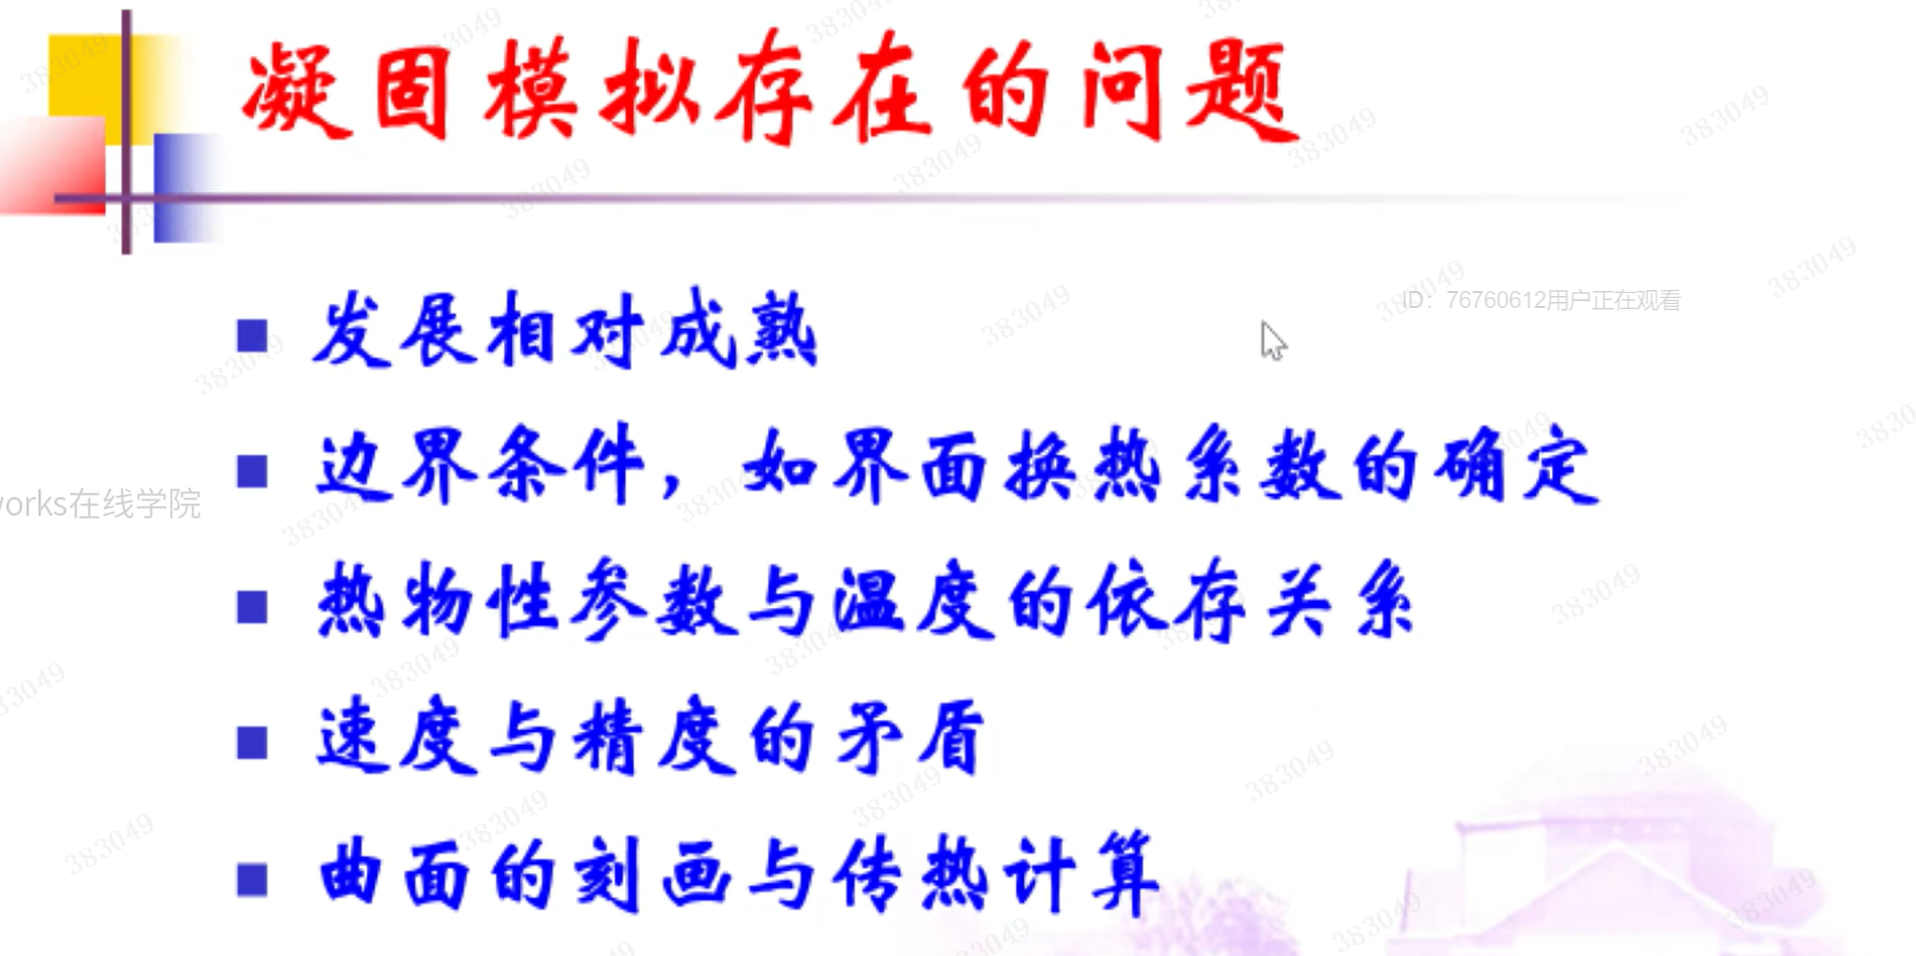 凝固模拟存在的问题
发展相对成熟
ID：76760612用户正在观看
边界条件，如界面换热系数的确定
works在线学院
热物性参数与温度的依存关系
速度与精度的矛盾
曲面的刻画与传热计算
383049